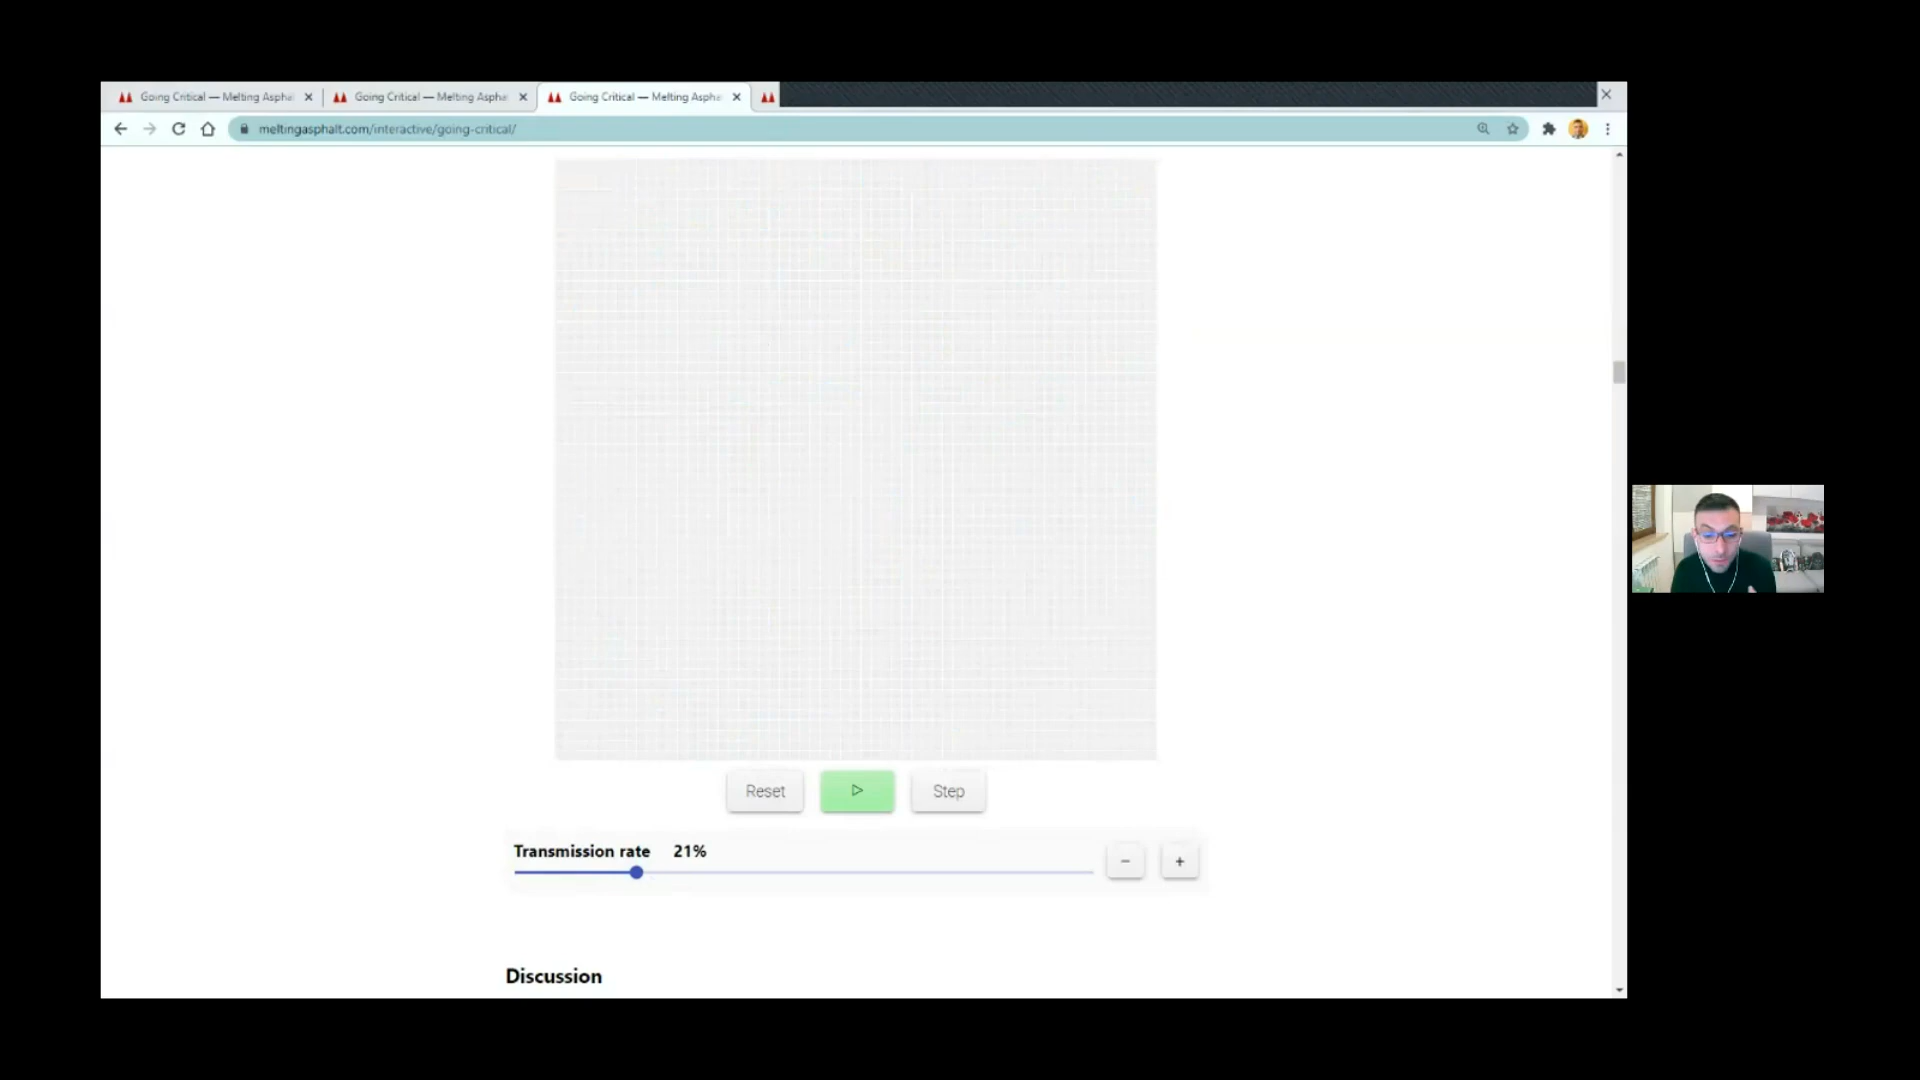 Going Critical — Melting Aspha
Going Critical — Melting Aspha
Going Critical — Melting Aspha
meltingasphalt.com/interactive/going-critical/
Reset
Step
Transmission rate 21%
Discussion